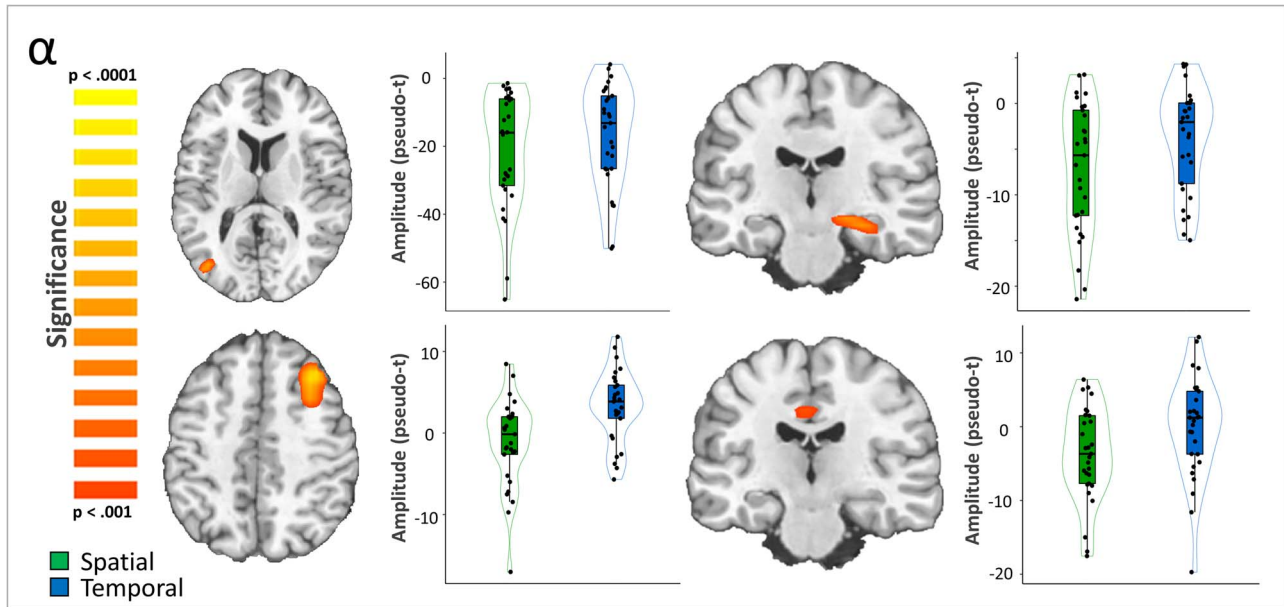 α
p < .0001
Significance
p < .001
Spatial
Temporal
Amplitude (pseudo-t)
0
-20
-40
-60
Amplitude (pseudo-t)
0
-10
-20
Amplitude (pseudo-t)
10
0
-10
Amplitude (pseudo-t)
10
0
-10
-20